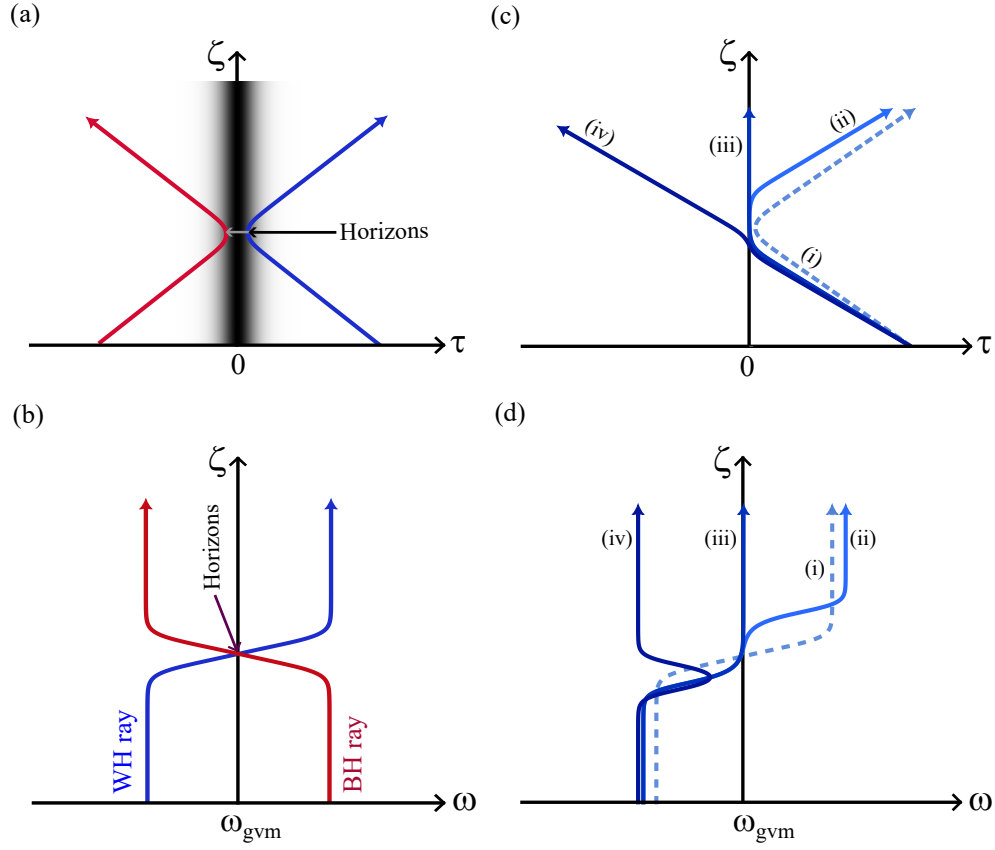 (a)
ζ
Horizons
0
τ
(c)
ζ
(iv)
(iii)
(ii)
(i)
0
τ
(b)
ζ
Horizons
WH ray
BH ray
ω
ω_gvm
(d)
ζ
(iv)
(iii)
(i)
(ii)
ω
ω_gvm